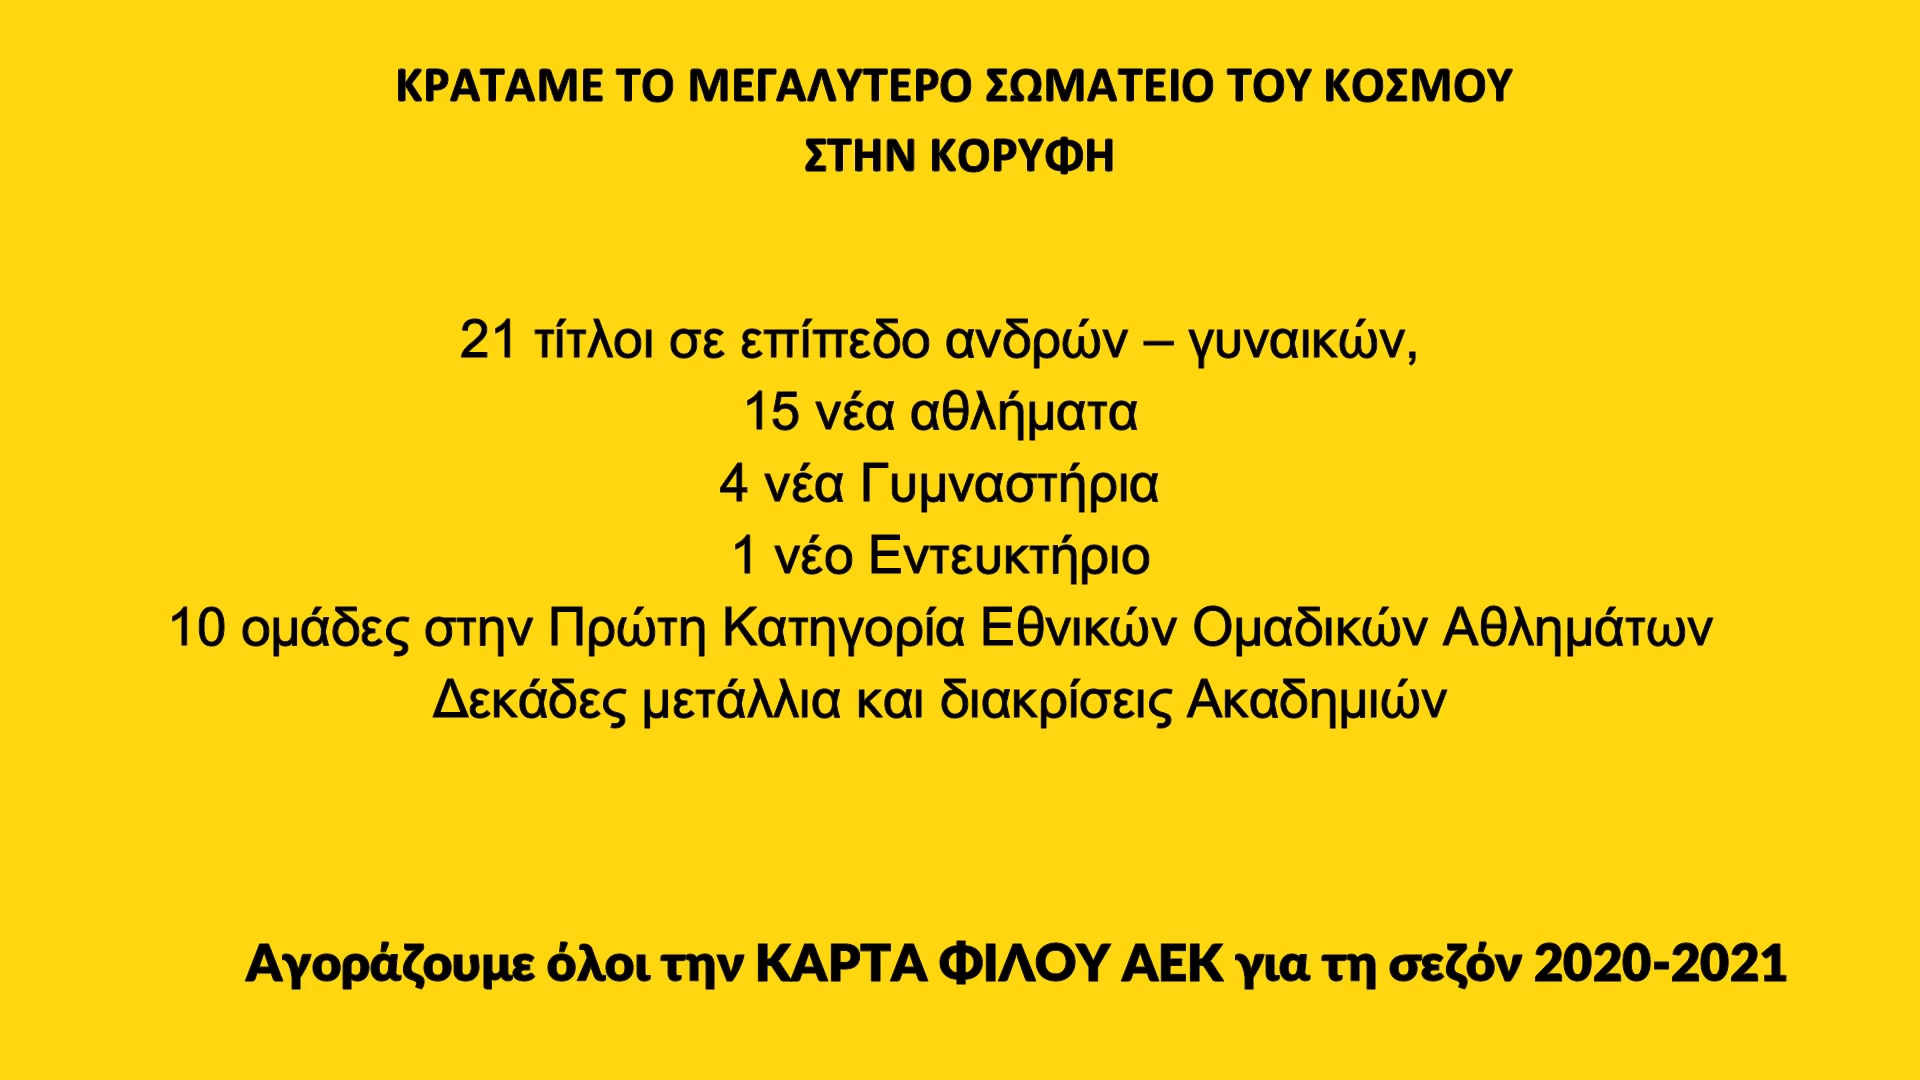 ΚΡΑΤΑΜΕ ΤΟ ΜΕΓΑΛΥΤΕΡΟ ΣΩΜΑΤΕΙΟ ΤΟΥ ΚΟΣΜΟΥ
ΣΤΗΝ ΚΟΡΥΦΗ
21 τίτλοι σε επίπεδο ανδρών – γυναικών,
15 νέα αθλήματα
4 νέα Γυμναστήρια
1 νέο Εντευκτήριο
10 ομάδες στην Πρώτη Κατηγορία Εθνικών Ομαδικών Αθλημάτων
Δεκάδες μετάλλια και διακρίσεις Ακαδημιών
Αγοράζουμε όλοι την ΚΑΡΤΑ ΦΙΛΟΥ ΑΕΚ για τη σεζόν 2020-2021